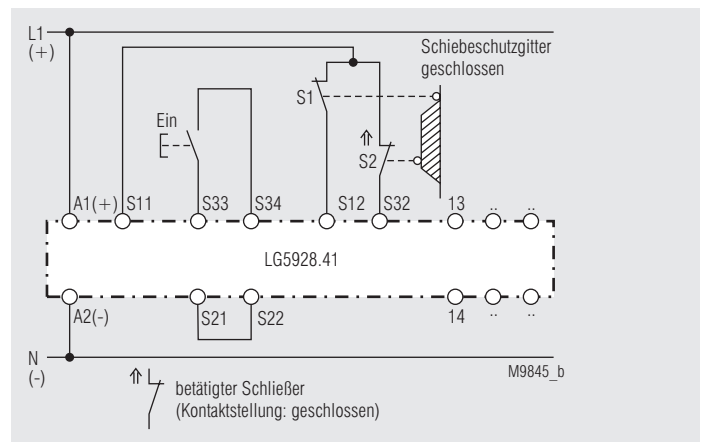 L1
(+)
Schiebeschutzgitter
geschlossen
S1
Ein
S2
A1(+) S11 S33 S34 S12 S32 13 .. ..
LG5928.41
A2(-) S21 S22 14 .. ..
N
(-)
M9845_b
betätigter Schließer
(Kontaktstellung: geschlossen)